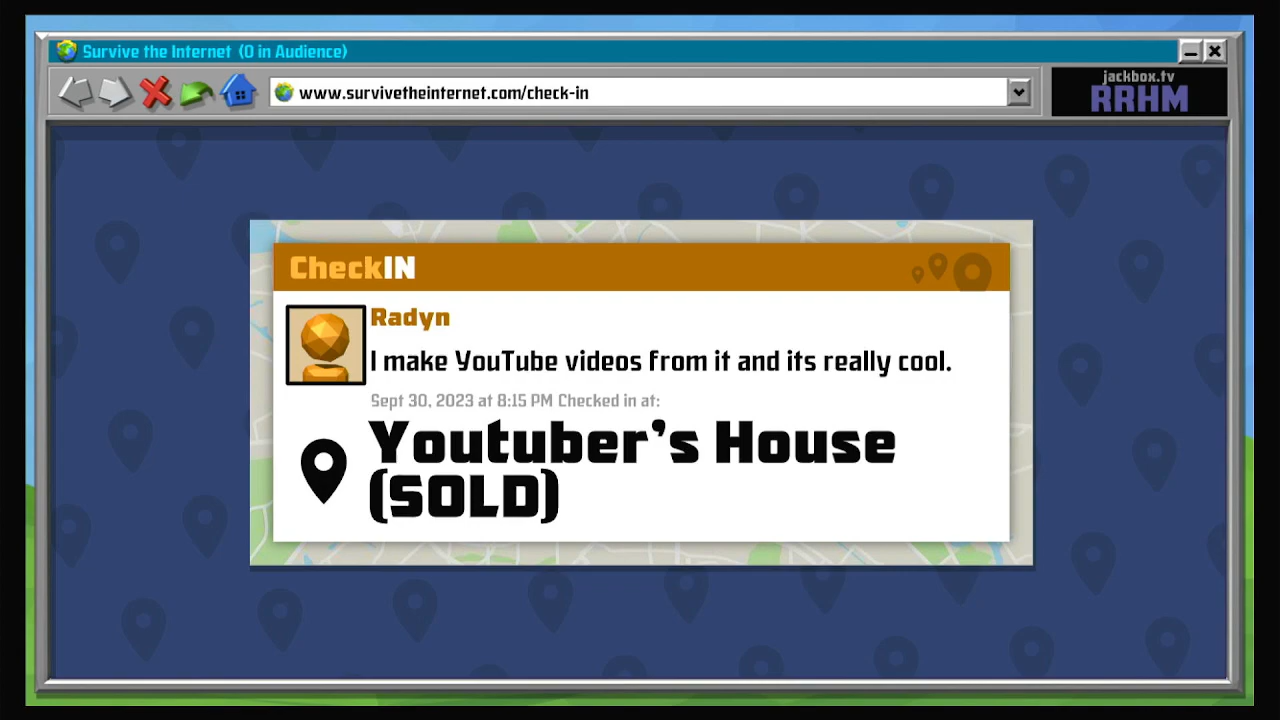 Survive the Internet (0 in Audience)
www.survivetheinternet.com/check-in
jackbox.tv
RRHM
CheckIN
Radyn
I make YouTube videos from it and its really cool.
Sept 30, 2023 at 8:15 PM Checked in at:
Youtuber's House
(SOLD)